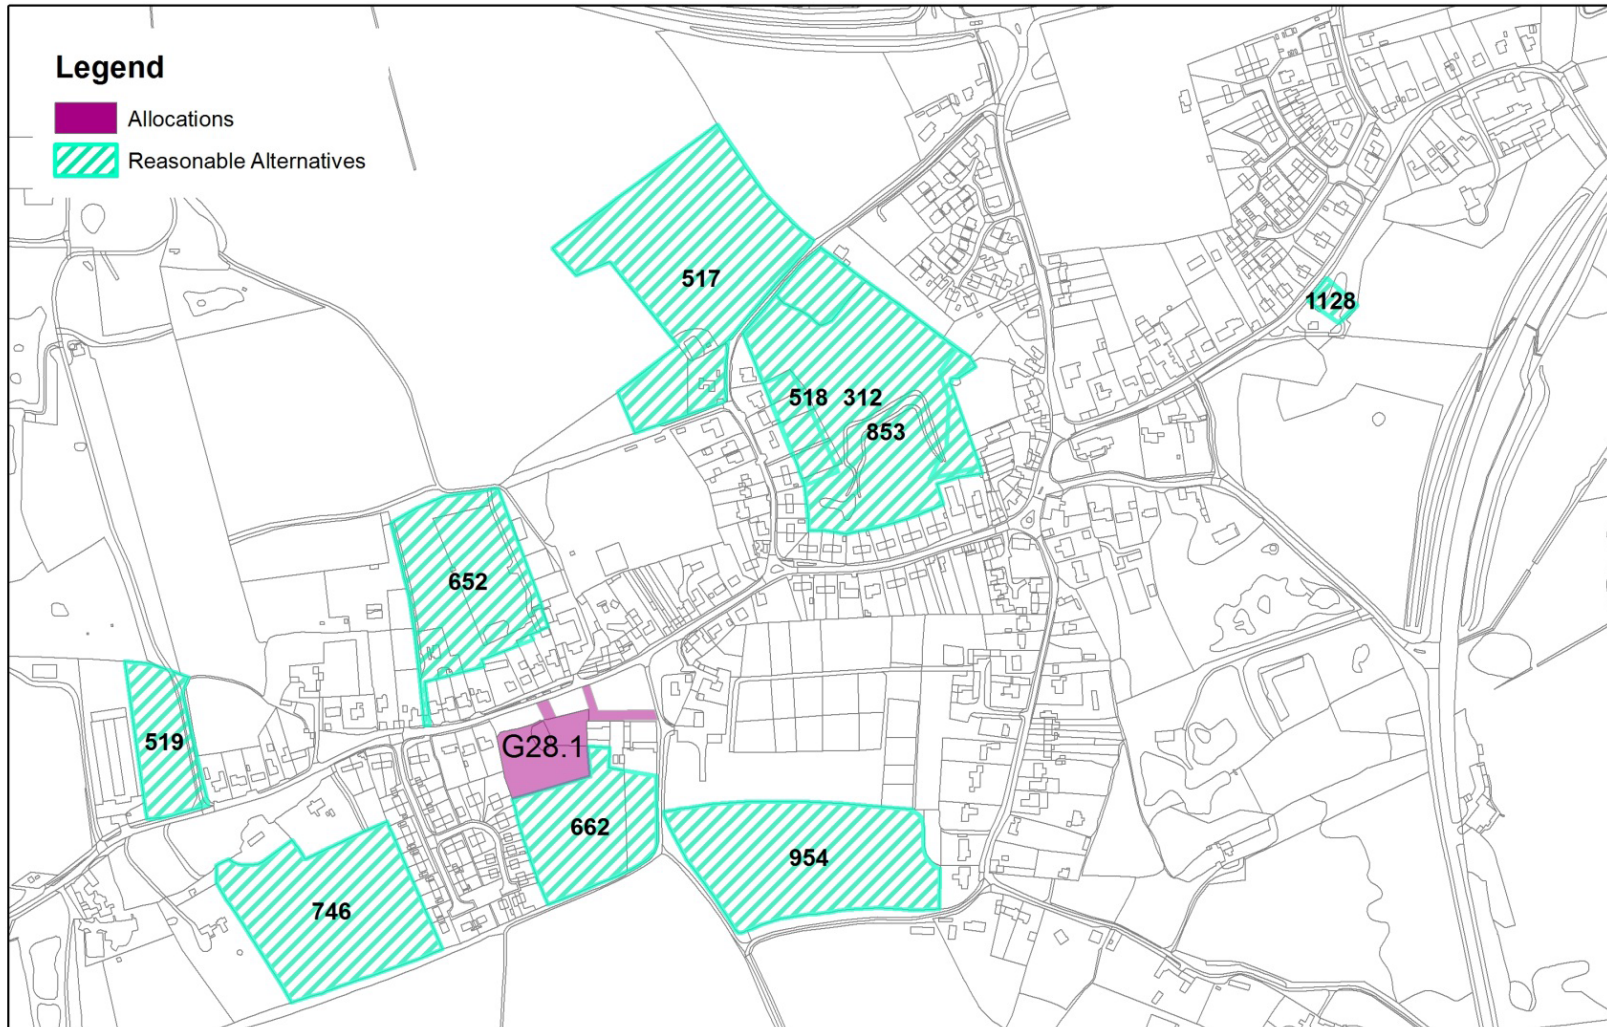 Legend
Allocations
Reasonable Alternatives
517
1128
518 312
853
652
519
G28.1
662
954
746